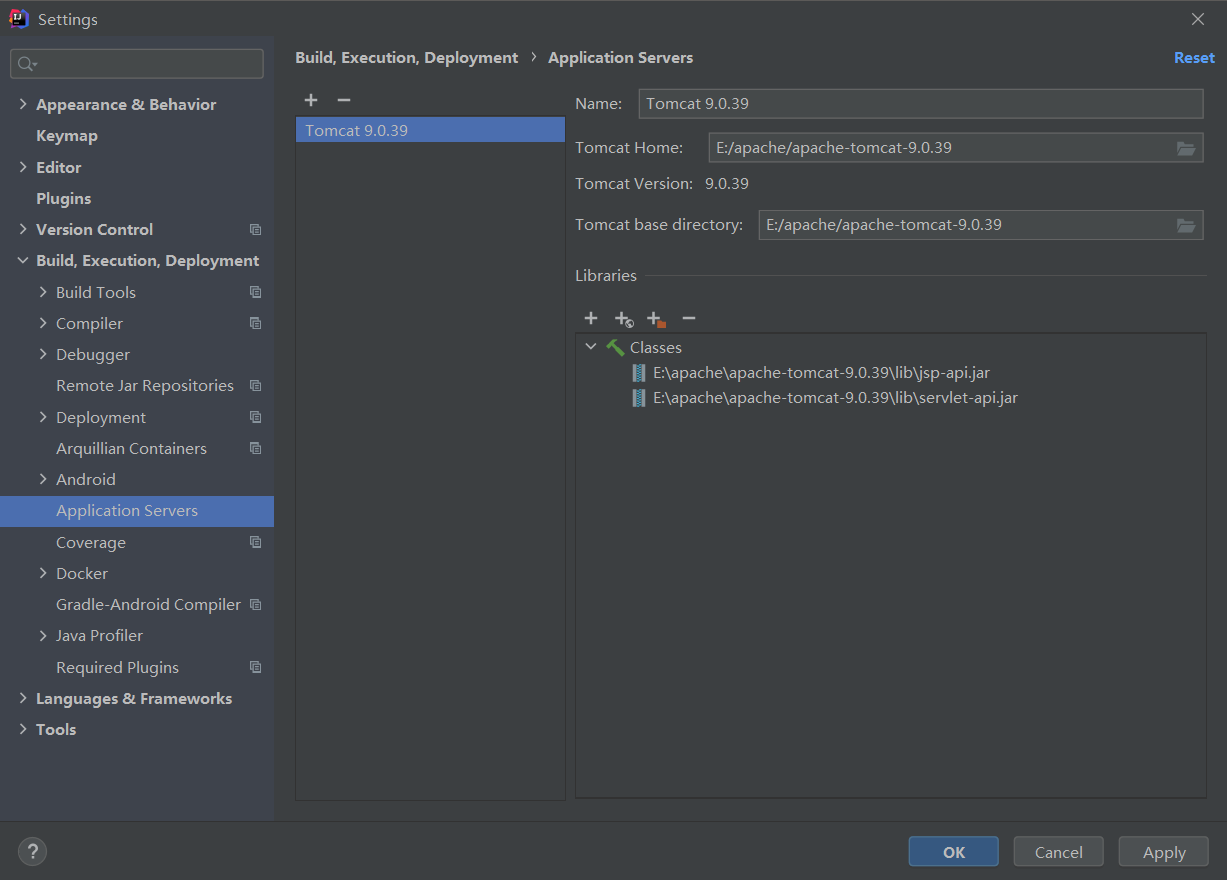 Settings
Build, Execution, Deployment › Application Servers
Reset
Appearance & Behavior
Keymap
Editor
Plugins
Version Control
Build, Execution, Deployment
Build Tools
Compiler
Debugger
Remote Jar Repositories
Deployment
Arquillian Containers
Android
Application Servers
Coverage
Docker
Gradle-Android Compiler
Java Profiler
Required Plugins
Languages & Frameworks
Tools
Tomcat 9.0.39
Name: Tomcat 9.0.39
Tomcat Home: E:/apache/apache-tomcat-9.0.39
Tomcat Version: 9.0.39
Tomcat base directory: E:/apache/apache-tomcat-9.0.39
Libraries
Classes
E:\apache\apache-tomcat-9.0.39\lib\jsp-api.jar
E:\apache\apache-tomcat-9.0.39\lib\servlet-api.jar
?
OK
Cancel
Apply